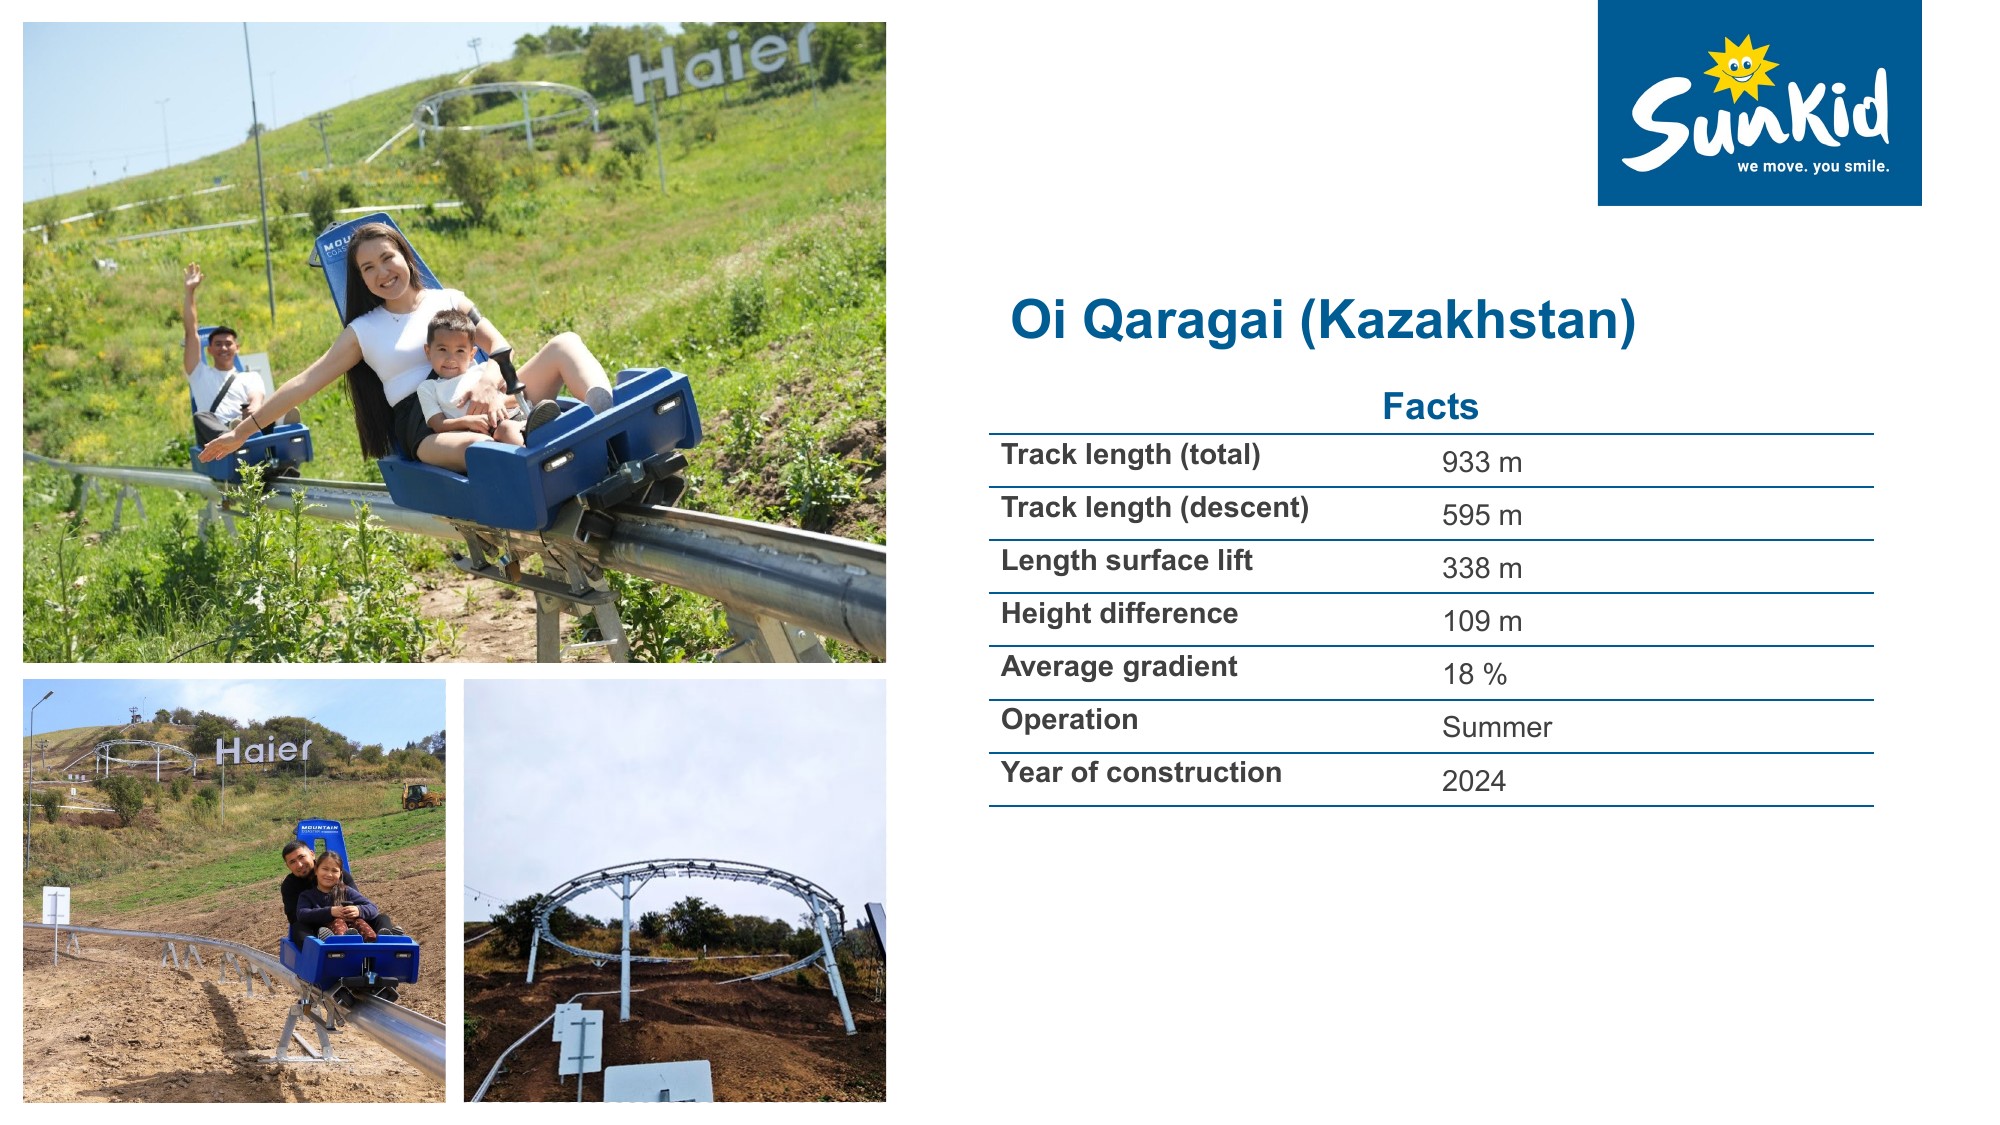 Haier
MOU
Haier
MOUNTAIN
SunKid
we move. you smile.
Oi Qaragai (Kazakhstan)
Facts
Track length (total) 933 m
Track length (descent) 595 m
Length surface lift 338 m
Height difference 109 m
Average gradient 18 %
Operation Summer
Year of construction 2024